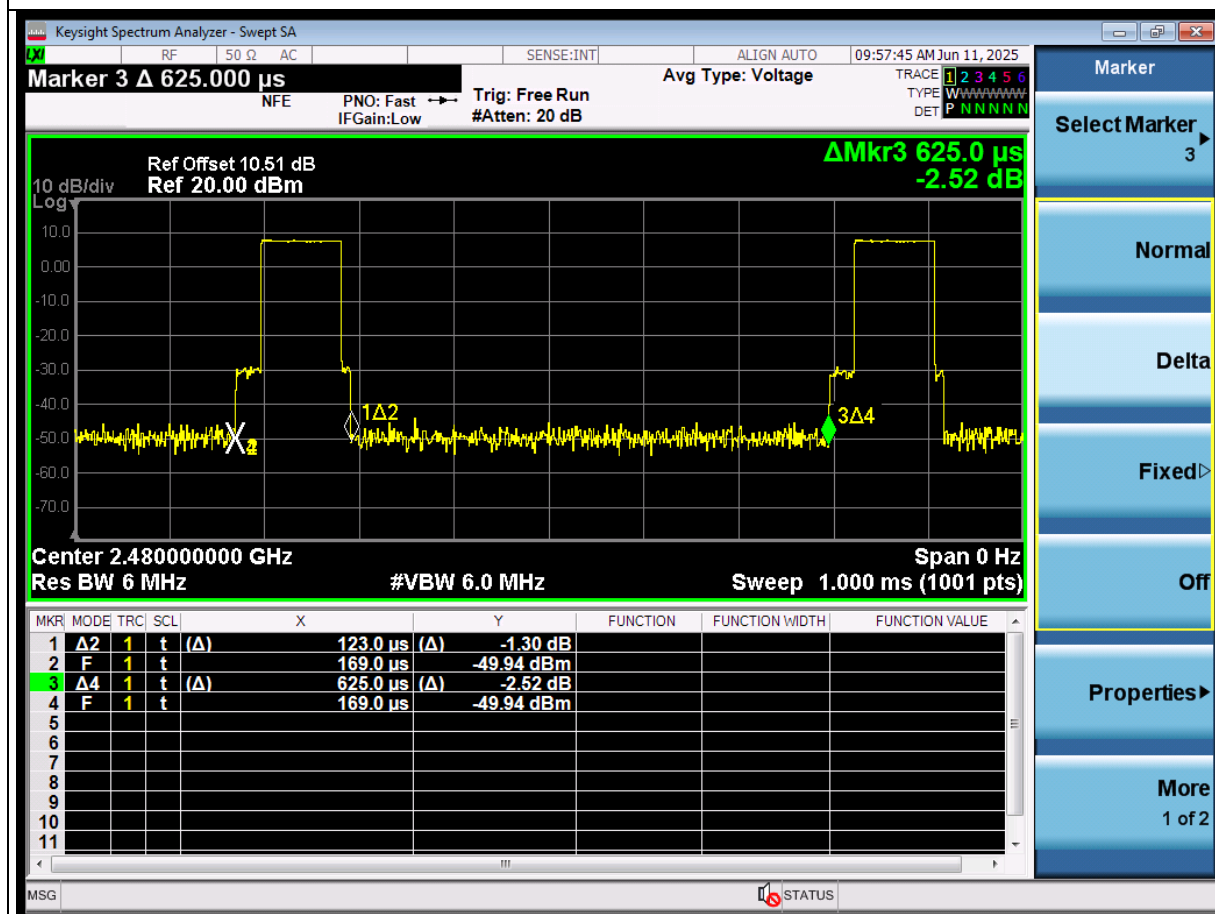 Keysight Spectrum Analyzer - Swept SA
LXI RF 50 Ω AC SENSE:INT ALIGN AUTO 09:57:45 AM Jun 11, 2025
Marker 3 Δ 625.000 µs Avg Type: Voltage TRACE 1 2 3 4 5 6
NFE PNO: Fast Trig: Free Run TYPE WWWWWWW
IFGain:Low #Atten: 20 dB DET P N N N N N
Ref Offset 10.51 dB ΔMkr3 625.0 µs
10 dB/div Ref 20.00 dBm -2.52 dB
Log
10.0
0.00
-10.0
-20.0
-30.0
-40.0
1Δ2 3Δ4
-50.0
-60.0
-70.0
Center 2.480000000 GHz Span 0 Hz
Res BW 6 MHz #VBW 6.0 MHz Sweep 1.000 ms (1001 pts)
MKR MODE TRC SCL X Y FUNCTION FUNCTION WIDTH FUNCTION VALUE
1 Δ2 1 t (Δ) 123.0 µs (Δ) -1.30 dB
2 F 1 t 169.0 µs -49.94 dBm
3 Δ4 1 t (Δ) 625.0 µs (Δ) -2.52 dB
4 F 1 t 169.0 µs -49.94 dBm
5
6
7
8
9
10
11
MSG STATUS
Marker
Select Marker
3
Normal
Delta
Fixed
Off
Properties
More
1 of 2